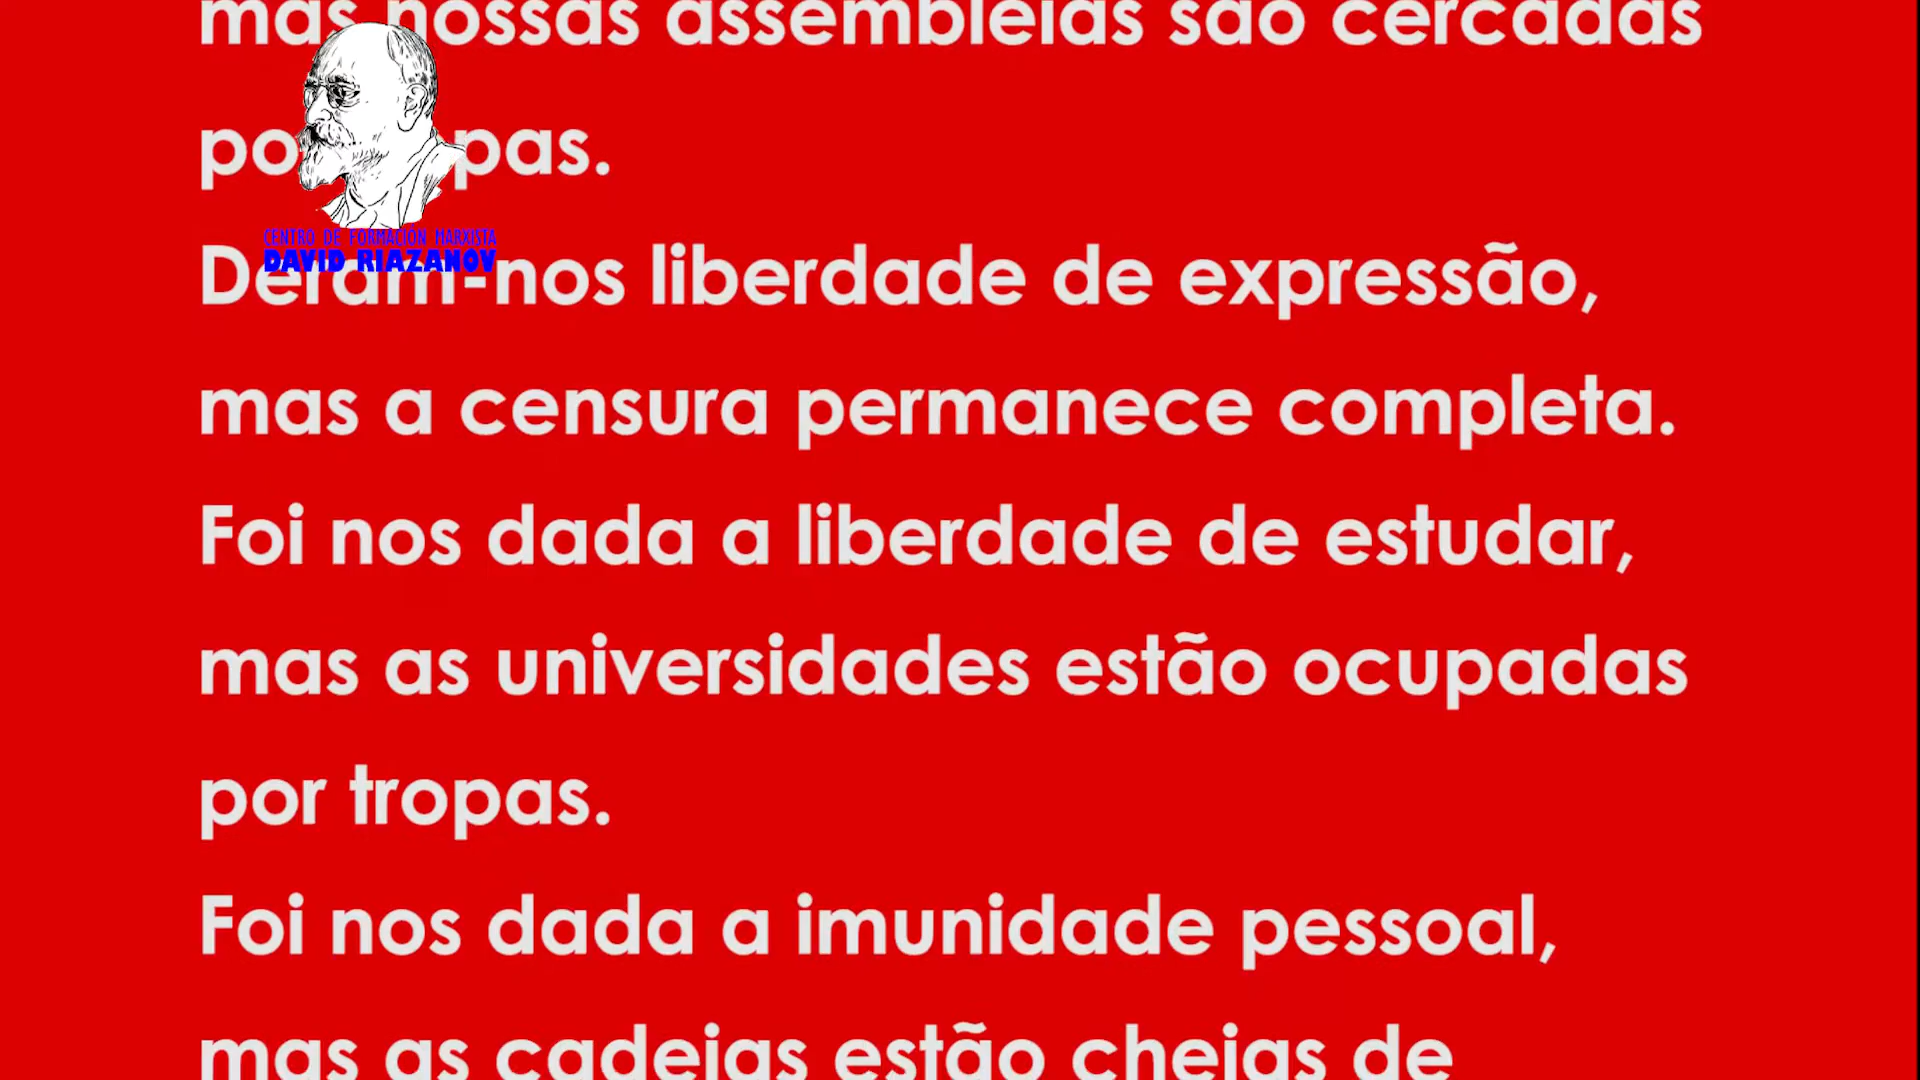 mas nossas assembleias são cercadas
pas.
CENTRO DE FORMACIÓN MARXISTA
DAVID RIAZANOV
Deram-nos liberdade de expressão,
mas a censura permanece completa.
Foi nos dada a liberdade de estudar,
mas as universidades estão ocupadas
por tropas.
Foi nos dada a imunidade pessoal,
mas as cadeias estão cheias de